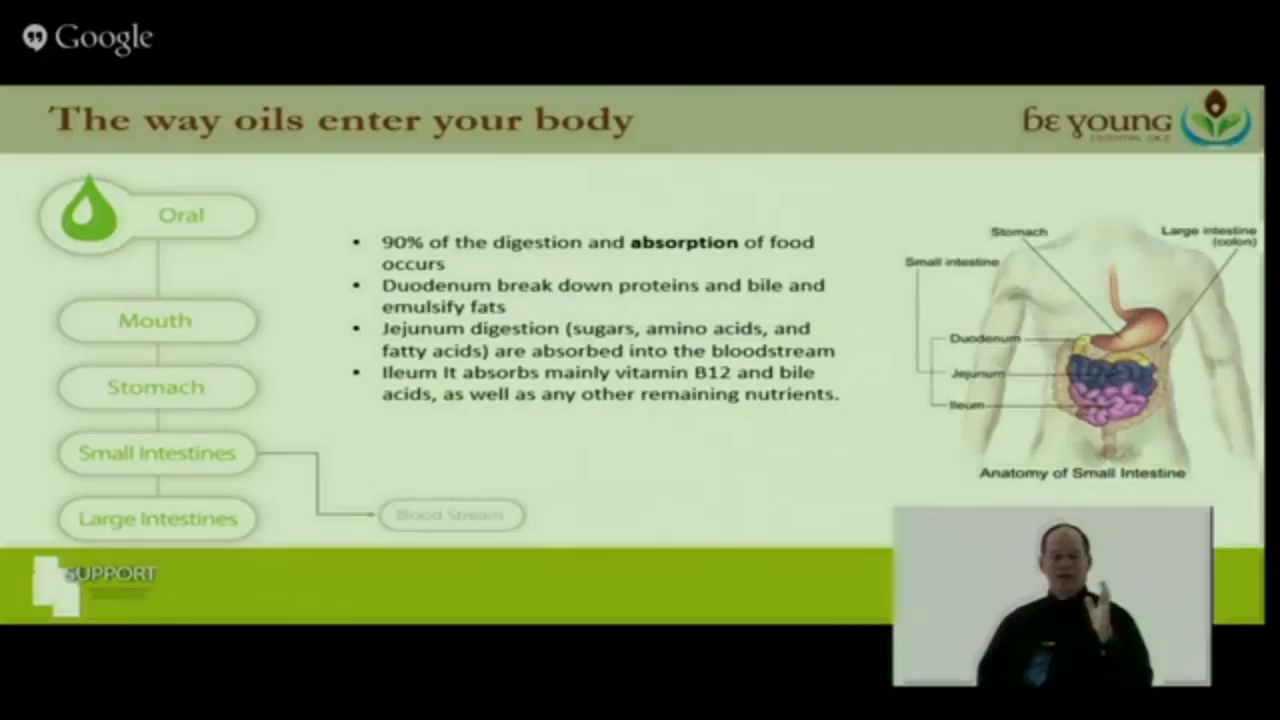 Google
The way oils enter your body
be young
ESSENTIAL OILS
Oral
Mouth
Stomach
Small Intestines
Large Intestines
• 90% of the digestion and absorption of food
occurs
• Duodenum break down proteins and bile and
emulsify fats
• Jejunum digestion (sugars, amino acids, and
fatty acids) are absorbed into the bloodstream
• Ileum It absorbs mainly vitamin B12 and bile
acids, as well as any other remaining nutrients.
Blood Stream
Stomach
Large intestine
(colon)
Small intestine
Duodenum
Jejunum
Ileum
Anatomy of Small Intestine
SUPPORT